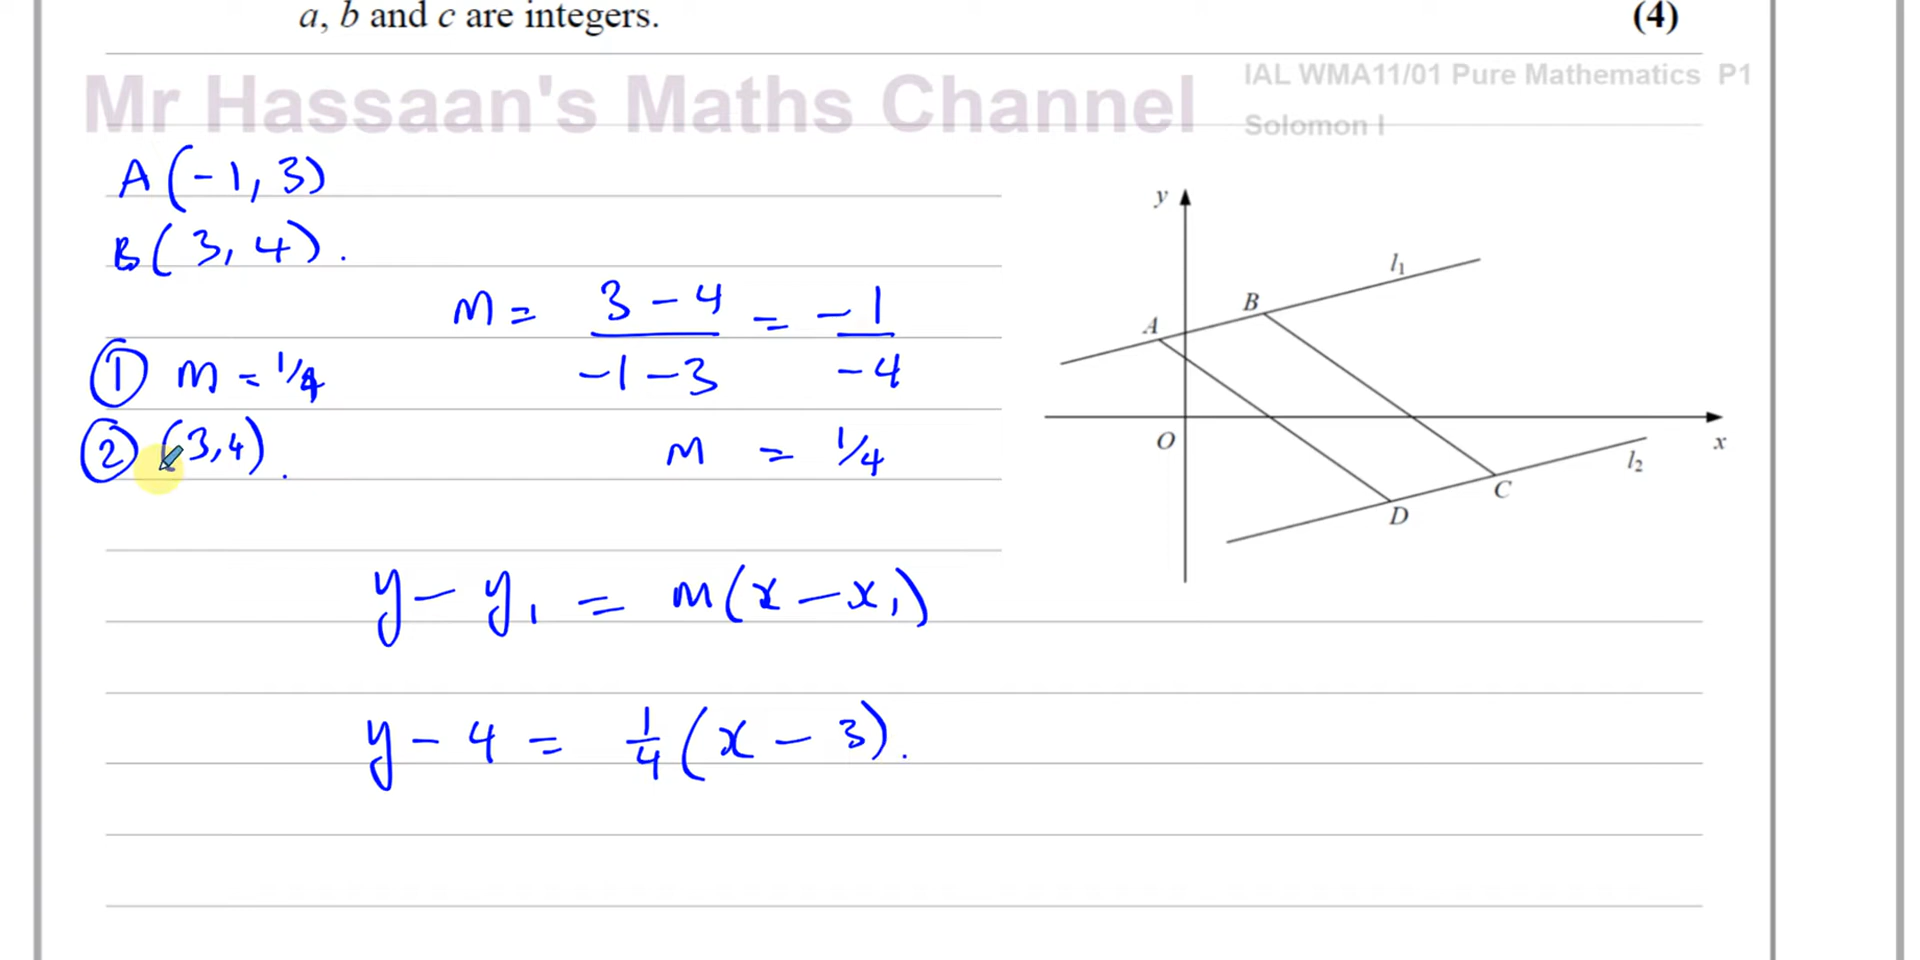 a, b and c are integers.
(4)
Mr Hassaan's Maths Channel
IAL WMA11/01 Pure Mathematics P1
Solomon I
A(-1, 3)
B(3, 4).
m = 3 - 4 / -1 - 3 = -1 / -4
① m = 1/4
② (3,4).
m = 1/4
y - y₁ = m(x - x₁)
y - 4 = 1/4 (x - 3).
y
l₁
B
A
O
x
l₂
C
D